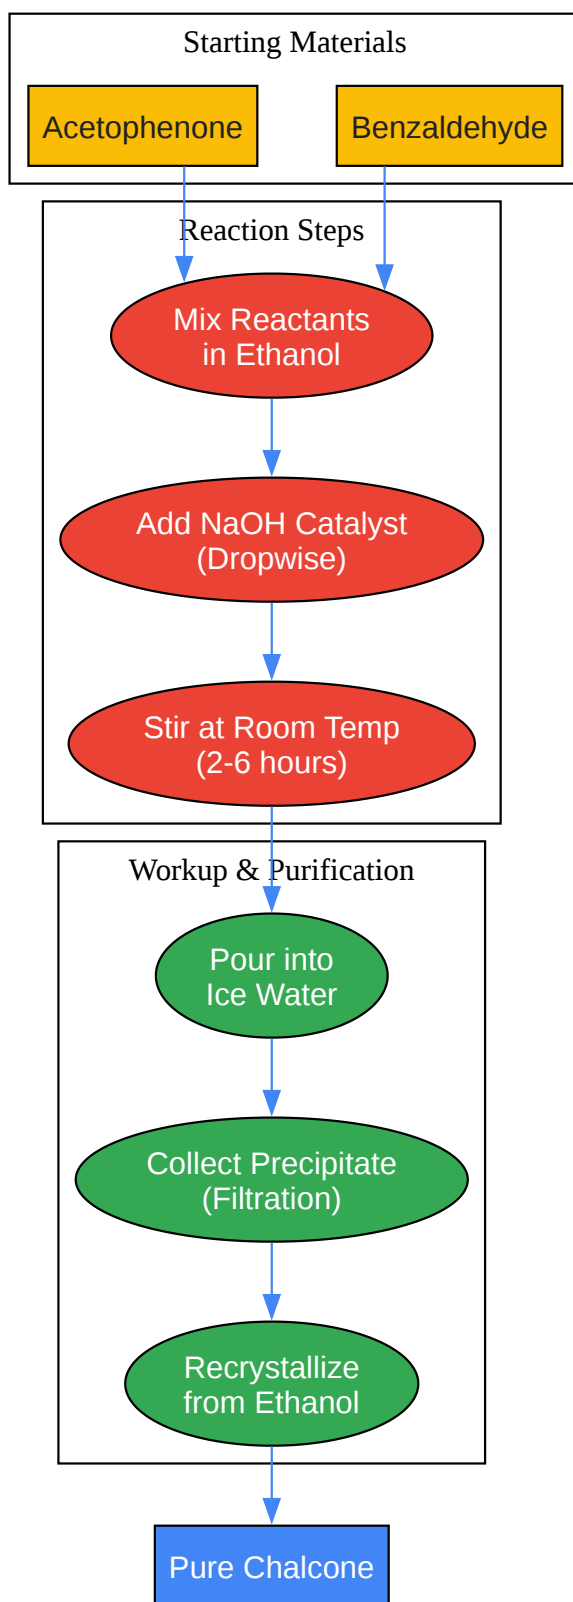 Starting Materials
Acetophenone
Benzaldehyde
Reaction Steps
Mix Reactants
in Ethanol
Add NaOH Catalyst
(Dropwise)
Stir at Room Temp
(2-6 hours)
Workup & Purification
Pour into
Ice Water
Collect Precipitate
(Filtration)
Recrystallize
from Ethanol
Pure Chalcone